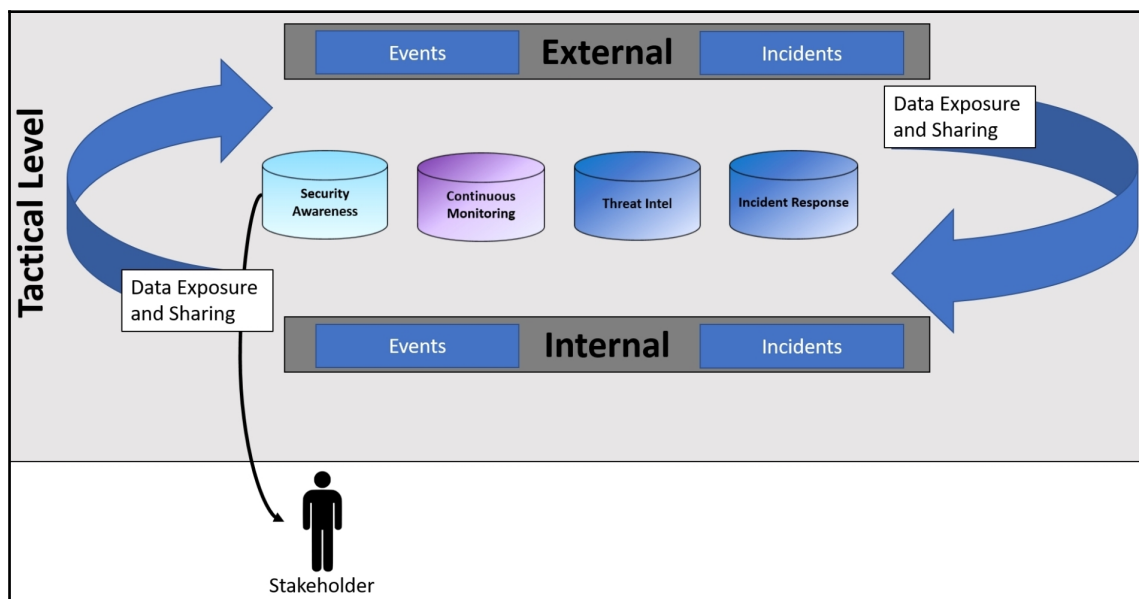 Events
External
Incidents
Data Exposure
and Sharing
Tactical Level
Security
Awareness
Continuous
Monitoring
Threat Intel
Incident Response
Data Exposure
and Sharing
Events
Internal
Incidents
Stakeholder